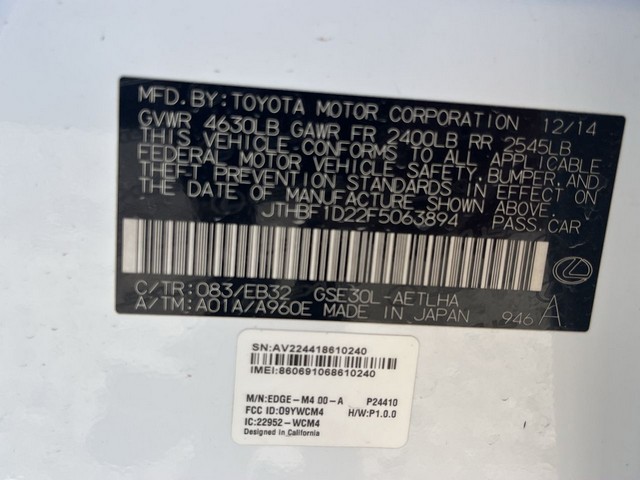 MFD. BY: TOYOTA MOTOR CORPORATION 12/14
GVWR 4630LB GAWR FR 2400LB RR 2545LB
THIS VEHICLE CONFORMS TO ALL APPLICABLE
FEDERAL MOTOR VEHICLE SAFETY, BUMPER, AND
THEFT PREVENTION STANDARDS IN EFFECT ON
THE DATE OF MANUFACTURE SHOWN ABOVE.
JTHBF1D22F5063894 PASS. CAR
C/TR: 083/EB32 GSE30L-AETLHA
A/TM: A01A/A960E MADE IN JAPAN 946 A
SN:AV224418610240
IMEI:860691068610240
M/N:EDGE-M4 00-A P24410
FCC ID:O9YWCM4 H/W:P1.0.0
IC:22952-WCM4
Designed in California